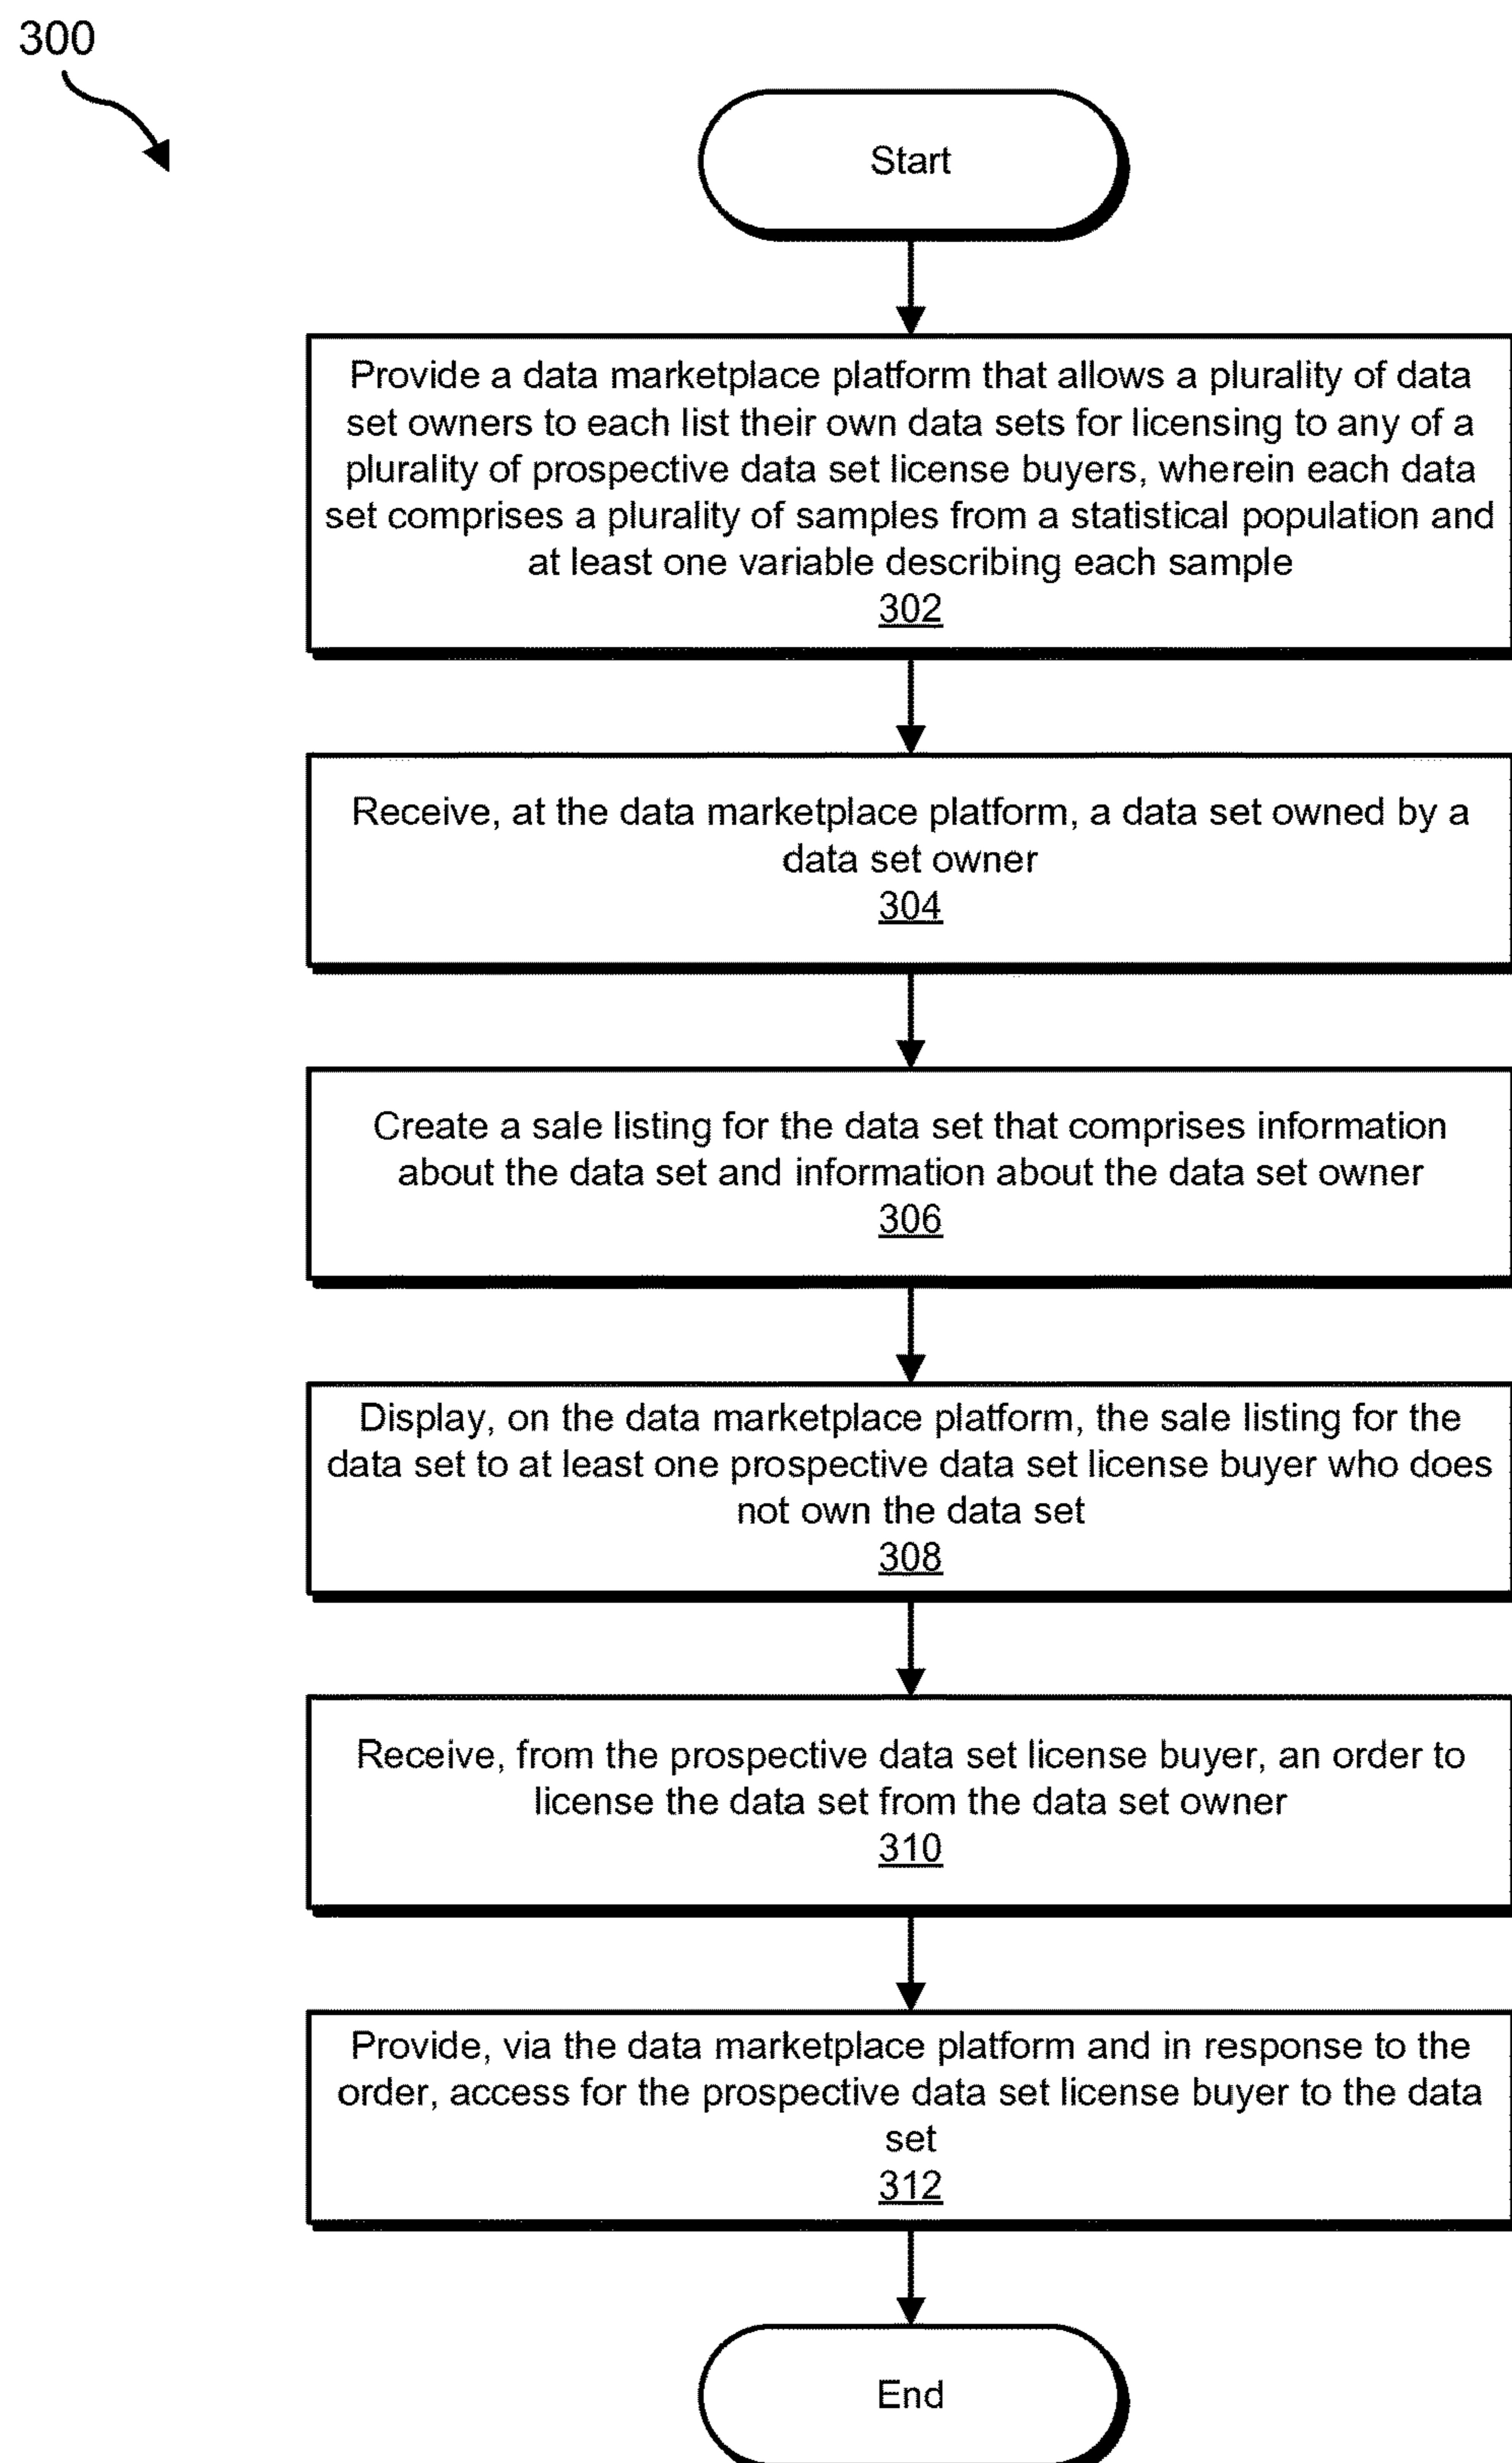 300
Start
Provide a data marketplace platform that allows a plurality of data
set owners to each list their own data sets for licensing to any of a
plurality of prospective data set license buyers, wherein each data
set comprises a plurality of samples from a statistical population and
at least one variable describing each sample
302
Receive, at the data marketplace platform, a data set owned by a
data set owner
304
Create a sale listing for the data set that comprises information
about the data set and information about the data set owner
306
Display, on the data marketplace platform, the sale listing for the
data set to at least one prospective data set license buyer who does
not own the data set
308
Receive, from the prospective data set license buyer, an order to
license the data set from the data set owner
310
Provide, via the data marketplace platform and in response to the
order, access for the prospective data set license buyer to the data
set
312
End